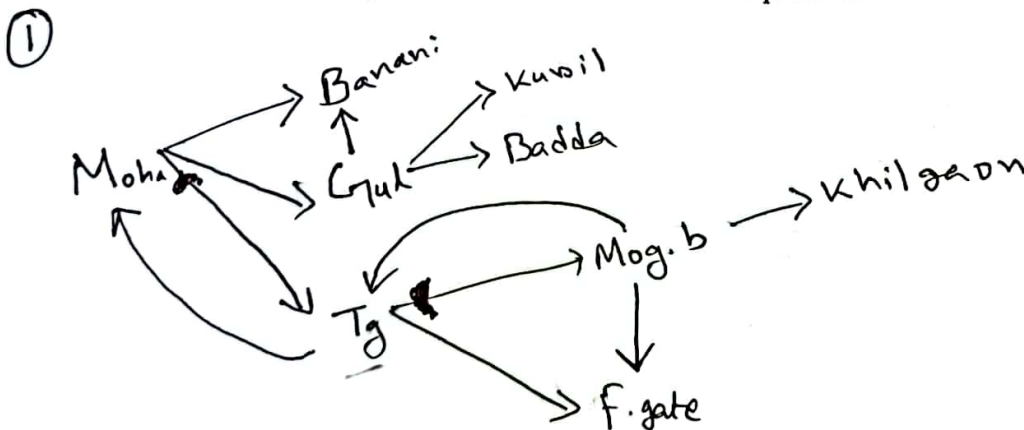 ①
Banani
Kuroil
Moha
Gul
Badda
Khilgaon
Mog.b
Tg
F.gate